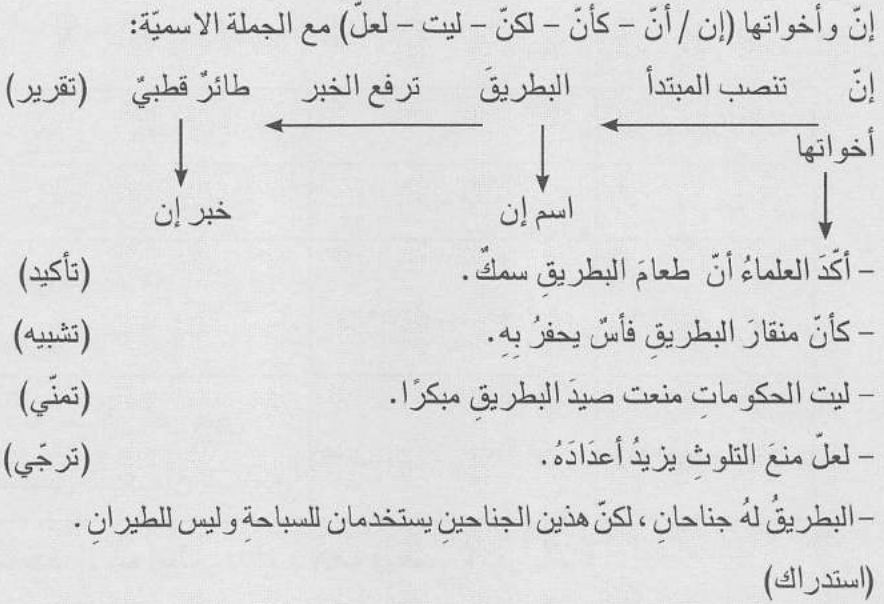 إنّ وأخواتها (إن / أنّ – كأنّ – لكنّ – ليت – لعلّ) مع الجملة الاسميّة:
إنّ تنصب المبتدأ البطريقَ ترفع الخبر طائرٌ قطبيٌ (تقرير)
أخواتها
اسم إن خبر إن
– أكّدَ العلماءُ أنّ طعامَ البطريقِ سمكٌ. (تأكيد)
– كأنّ منقارَ البطريقِ فأسٌ يحفرُ بِهِ. (تشبيه)
– ليت الحكوماتِ منعت صيدَ البطريقِ مبكرًا. (تمنّي)
– لعلّ منعَ التلوثِ يزيدُ أعدَادَهُ. (ترجّي)
– البطريقُ لهُ جناحانِ، لكنّ هذين الجناحينِ يستخدمان للسباحةِ وليس للطيرانِ.
(استدراك)